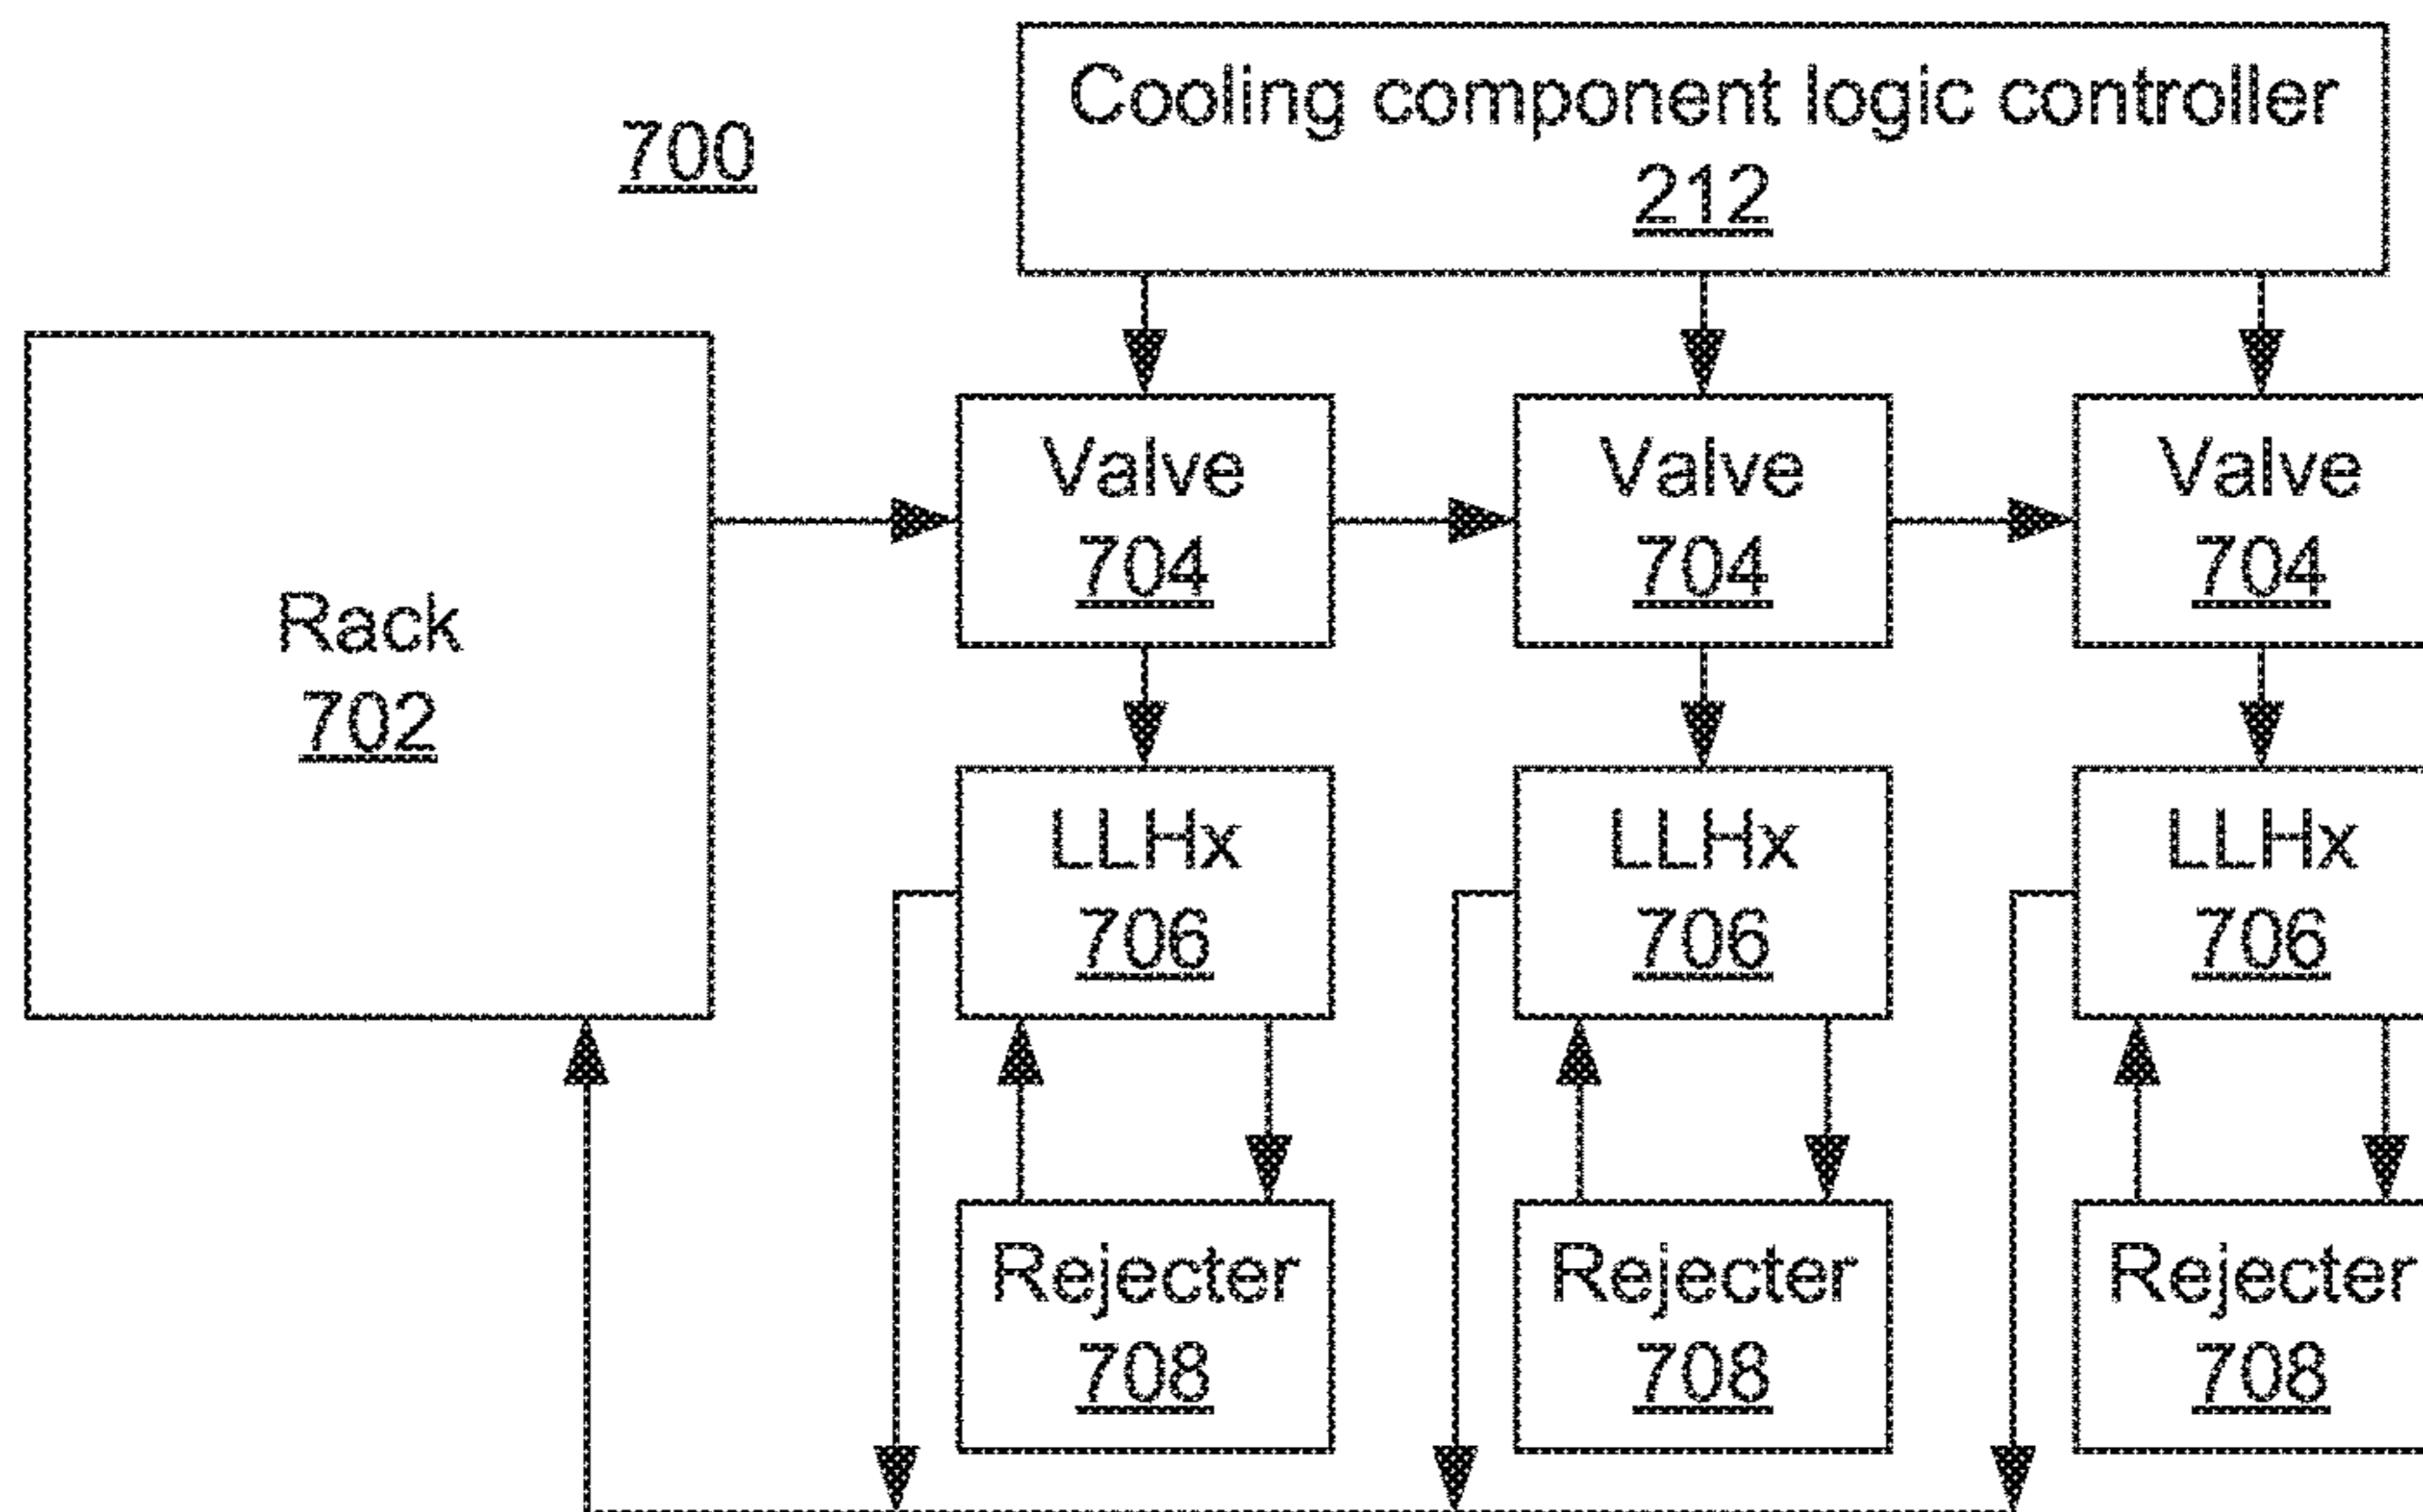 Cooling component logic controller
212
700
Valve
704
Valve
704
Valve
704
Rack
702
LLHx
706
LLHx
706
LLHx
706
Rejecter
708
Rejecter
708
Rejecter
708